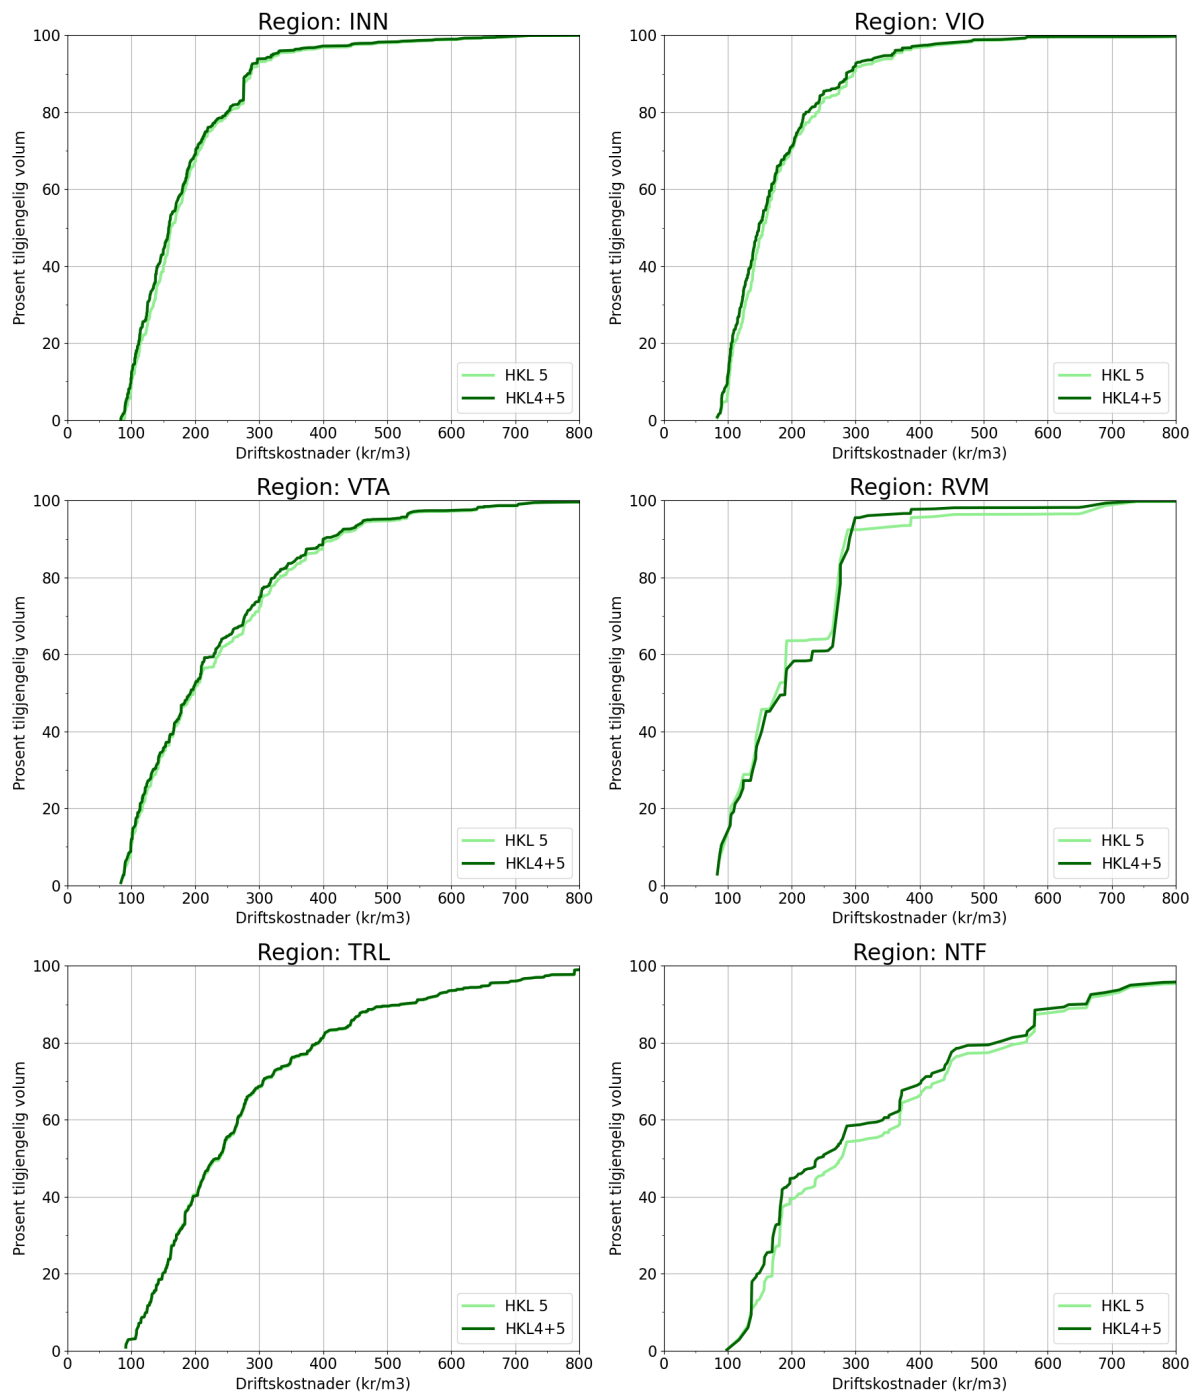 Region: INN
Prosent tilgjengelig volum
100
80
60
40
20
0
0 100 200 300 400 500 600 700 800
Driftskostnader (kr/m3)
HKL 5
HKL4+5
Region: VIO
Prosent tilgjengelig volum
100
80
60
40
20
0
0 100 200 300 400 500 600 700 800
Driftskostnader (kr/m3)
HKL 5
HKL4+5
Region: VTA
Prosent tilgjengelig volum
100
80
60
40
20
0
0 100 200 300 400 500 600 700 800
Driftskostnader (kr/m3)
HKL 5
HKL4+5
Region: RVM
Prosent tilgjengelig volum
100
80
60
40
20
0
0 100 200 300 400 500 600 700 800
Driftskostnader (kr/m3)
HKL 5
HKL4+5
Region: TRL
Prosent tilgjengelig volum
100
80
60
40
20
0
0 100 200 300 400 500 600 700 800
Driftskostnader (kr/m3)
HKL 5
HKL4+5
Region: NTF
Prosent tilgjengelig volum
100
80
60
40
20
0
0 100 200 300 400 500 600 700 800
Driftskostnader (kr/m3)
HKL 5
HKL4+5